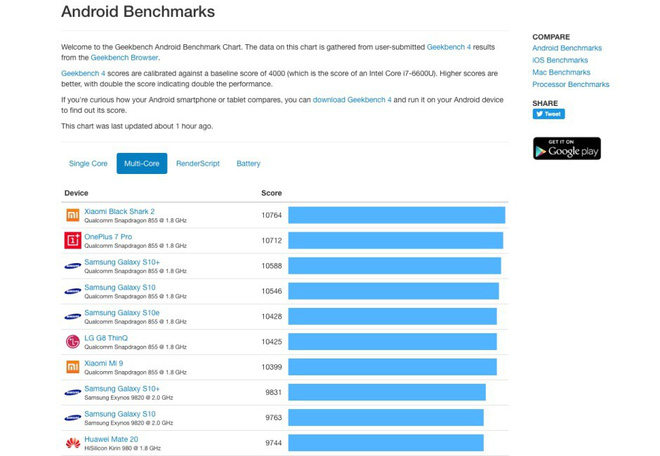 Android Benchmarks
Welcome to the Geekbench Android Benchmark Chart. The data on this chart is gathered from user-submitted Geekbench 4 results
from the Geekbench Browser.
Geekbench 4 scores are calibrated against a baseline score of 4000 (which is the score of an Intel Core i7-6600U). Higher scores are
better, with double the score indicating double the performance.
If you're curious how your Android smartphone or tablet compares, you can download Geekbench 4 and run it on your Android device
to find out its score.
This chart was last updated about 1 hour ago.
Single Core Multi-Core RenderScript Battery
Device Score
Xiaomi Black Shark 2 10764
Qualcomm Snapdragon 855 @ 1.8 GHz
OnePlus 7 Pro 10712
Qualcomm Snapdragon 855 @ 1.8 GHz
Samsung Galaxy S10+ 10588
Qualcomm Snapdragon 855 @ 1.8 GHz
Samsung Galaxy S10 10546
Qualcomm Snapdragon 855 @ 1.8 GHz
Samsung Galaxy S10e 10428
Qualcomm Snapdragon 855 @ 1.8 GHz
LG G8 ThinQ 10425
Qualcomm Snapdragon 855 @ 1.8 GHz
Xiaomi Mi 9 10399
Qualcomm Snapdragon 855 @ 1.8 GHz
Samsung Galaxy S10+ 9831
Samsung Exynos 9820 @ 2.0 GHz
Samsung Galaxy S10 9763
Samsung Exynos 9820 @ 2.0 GHz
Huawei Mate 20 9744
HiSilicon Kirin 980 @ 1.8 GHz
COMPARE
Android Benchmarks
iOS Benchmarks
Mac Benchmarks
Processor Benchmarks
SHARE
Tweet
GET IT ON
Google play